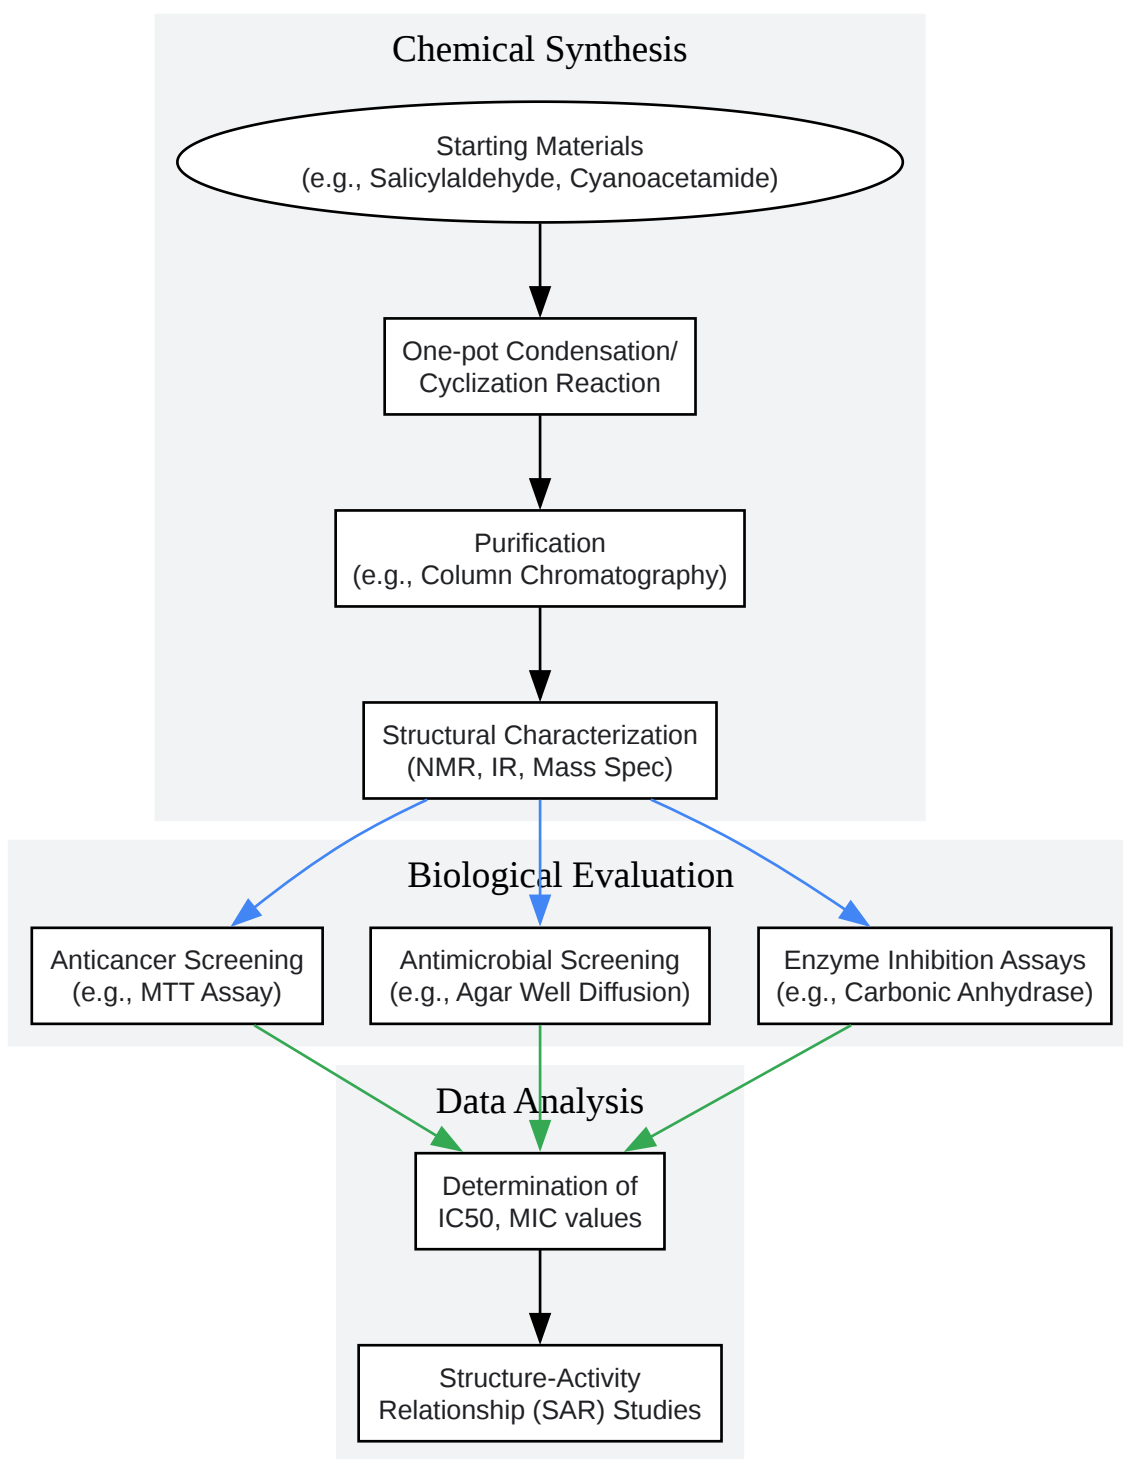 Chemical Synthesis
Starting Materials
(e.g., Salicylaldehyde, Cyanoacetamide)
One-pot Condensation/
Cyclization Reaction
Purification
(e.g., Column Chromatography)
Structural Characterization
(NMR, IR, Mass Spec)
Biological Evaluation
Anticancer Screening
(e.g., MTT Assay)
Antimicrobial Screening
(e.g., Agar Well Diffusion)
Enzyme Inhibition Assays
(e.g., Carbonic Anhydrase)
Data Analysis
Determination of
IC50, MIC values
Structure-Activity
Relationship (SAR) Studies